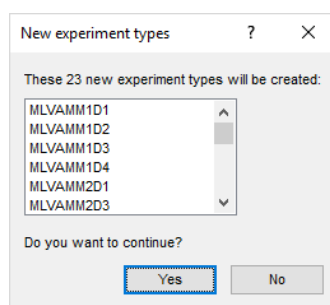 New experiment types
These 23 new experiment types will be created:
MLVAMM1D1
MLVAMM1D2
MLVAMM1D3
MLVAMM1D4
MLVAMM2D1
MLVAMM2D3
Do you want to continue?
Yes
No